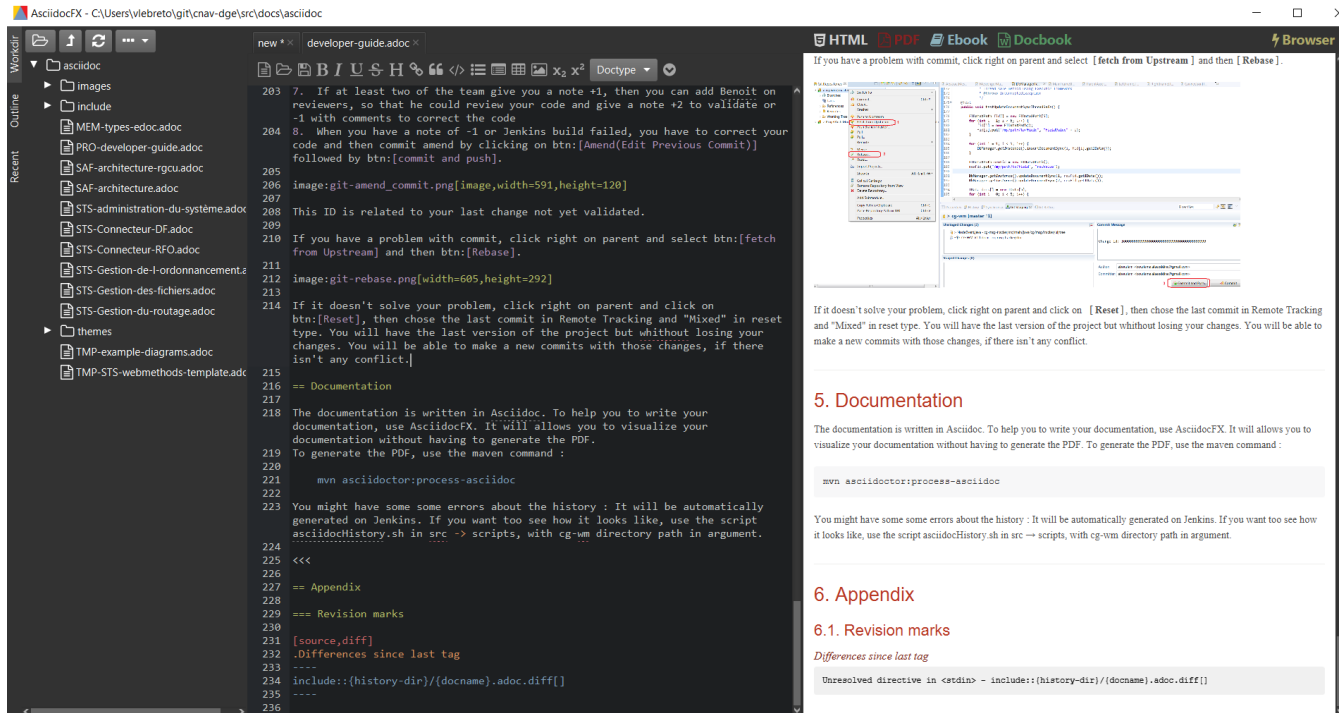 AsciidocFX - C:\Users\vlebreto\git\cnav-dge\src\docs\asciidoc
Workdir
Outline
Recent
asciidoc
images
include
MEM-types-edoc.adoc
PRO-developer-guide.adoc
SAF-architecture-rgcu.adoc
SAF-architecture.adoc
STS-administration-du-système.adoc
STS-Connecteur-DF.adoc
STS-Connecteur-RFO.adoc
STS-Gestion-de-l-ordonnancement.a
STS-Gestion-des-fichiers.adoc
STS-Gestion-du-routage.adoc
themes
TMP-example-diagrams.adoc
TMP-STS-webmethods-template.adc
new * ×
developer-guide.adoc ×
B I U S H x₂ x² Doctype
203 7. If at least two of the team give you a note +1, then you can add Benoit on
reviewers, so that he could review your code and give a note +2 to validate or
-1 with comments to correct the code
204 8. When you have a note of -1 or Jenkins build failed, you have to correct your
code and then commit amend by clicking on btn:[Amend(Edit Previous Commit)]
followed by btn:[commit and push].
205
206 image:git-amend_commit.png[image,width=591,height=120]
207
208 This ID is related to your last change not yet validated.
209
210 If you have a problem with commit, click right on parent and select btn:[fetch
from Upstream] and then btn:[Rebase].
211
212 image:git-rebase.png[width=605,height=292]
213
214 If it doesn't solve your problem, click right on parent and click on
btn:[Reset], then chose the last commit in Remote Tracking and "Mixed" in reset
type. You will have the last version of the project but whithout losing your
changes. You will be able to make a new commits with those changes, if there
isn't any conflict.
215
216 == Documentation
217
218 The documentation is written in Asciidoc. To help you to write your
documentation, use AsciidocFX. It will allows you to visualize your
documentation without having to generate the PDF.
219 To generate the PDF, use the maven command :
220
221 mvn asciidoctor:process-asciidoc
222
223 You might have some some errors about the history : It will be automatically
generated on Jenkins. If you want too see how it looks like, use the script
asciidocHistory.sh in src -> scripts, with cg-wm directory path in argument.
224
225 <<<
226
227 == Appendix
228
229 === Revision marks
230
231 [source,diff]
232 .Differences since last tag
233 ----
234 include::{history-dir}/{docname}.adoc.diff[]
235 ----
236
HTML PDF Ebook Docbook Browser
If you have a problem with commit, click right on parent and select [fetch from Upstream ] and then [ Rebase ] .
If it doesn't solve your problem, click right on parent and click on [ Reset ], then chose the last commit in Remote Tracking
and "Mixed" in reset type. You will have the last version of the project but whithout losing your changes. You will be able to
make a new commits with those changes, if there isn't any conflict.
5. Documentation
The documentation is written in Asciidoc. To help you to write your documentation, use AsciidocFX. It will allows you to
visualize your documentation without having to generate the PDF. To generate the PDF, use the maven command :
mvn asciidoctor:process-asciidoc
You might have some some errors about the history : It will be automatically generated on Jenkins. If you want too see how
it looks like, use the script asciidocHistory.sh in src → scripts, with cg-wm directory path in argument.
6. Appendix
6.1. Revision marks
Differences since last tag
Unresolved directive in <stdin> - include::{history-dir}/{docname}.adoc.diff[]